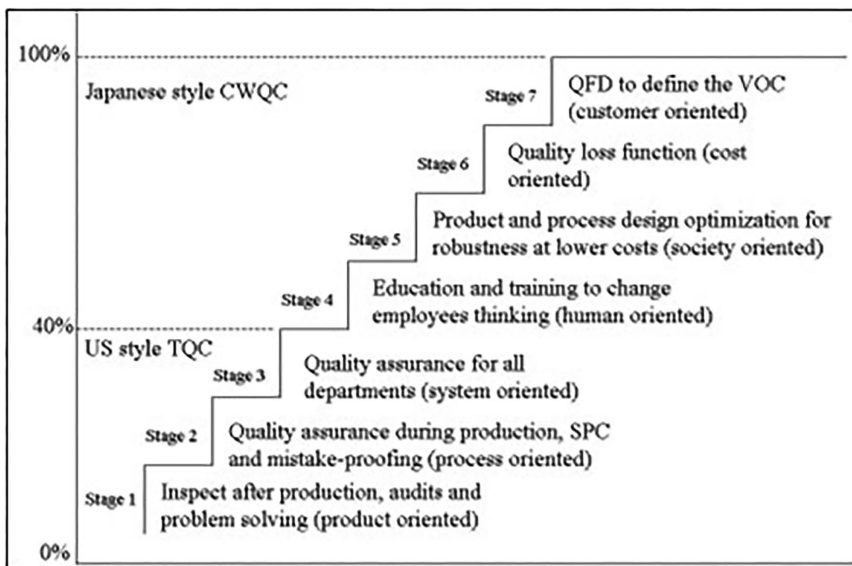 100%
Japanese style CWQC
Stage 7
QFD to define the VOC
(customer oriented)
Stage 6
Quality loss function (cost
oriented)
Stage 5
Product and process design optimization for
robustness at lower costs (society oriented)
Stage 4
Education and training to change
employees thinking (human oriented)
40%
US style TQC
Stage 3
Quality assurance for all
departments (system oriented)
Stage 2
Quality assurance during production, SPC
and mistake-proofing (process oriented)
Stage 1
Inspect after production, audits and
problem solving (product oriented)
0%